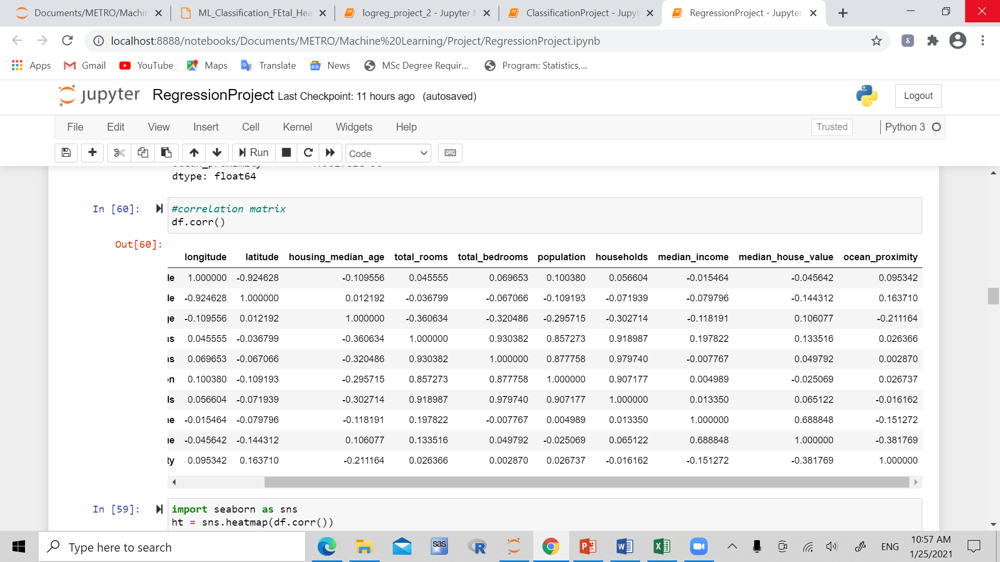 Documents/METRO/Machin
ML_Classification_FEtal_Hea
logreg_project_2 - Jupyter N
ClassificationProject - Jupyt
RegressionProject - Jupyter
localhost:8888/notebooks/Documents/METRO/Machine%20Learning/Project/RegressionProject.ipynb
Apps Gmail YouTube Maps Translate News MSc Degree Requir... Program: Statistics,...
jupyter RegressionProject Last Checkpoint: 11 hours ago (autosaved) Logout
File Edit View Insert Cell Kernel Widgets Help Trusted Python 3
Run Code
dtype: float64
In [60]: #correlation matrix
df.corr()
Out[60]:
longitude latitude housing_median_age total_rooms total_bedrooms population households median_income median_house_value ocean_proximity
le 1.000000 -0.924628 -0.109556 0.045555 0.069653 0.100380 0.056604 -0.015464 -0.045642 0.095342
le -0.924628 1.000000 0.012192 -0.036799 -0.067066 -0.109193 -0.071939 -0.079796 -0.144312 0.163710
ge -0.109556 0.012192 1.000000 -0.360634 -0.320486 -0.295715 -0.302714 -0.118191 0.106077 -0.211164
ns 0.045555 -0.036799 -0.360634 1.000000 0.930382 0.857273 0.918987 0.197822 0.133516 0.026366
ns 0.069653 -0.067066 -0.320486 0.930382 1.000000 0.877758 0.979740 -0.007767 0.049792 0.002870
on 0.100380 -0.109193 -0.295715 0.857273 0.877758 1.000000 0.907177 0.004989 -0.025069 0.026737
ds 0.056604 -0.071939 -0.302714 0.918987 0.979740 0.907177 1.000000 0.013350 0.065122 -0.016162
ne -0.015464 -0.079796 -0.118191 0.197822 -0.007767 0.004989 0.013350 1.000000 0.688848 -0.151272
ue -0.045642 -0.144312 0.106077 0.133516 0.049792 -0.025069 0.065122 0.688848 1.000000 -0.381769
ty 0.095342 0.163710 -0.211164 0.026366 0.002870 0.026737 -0.016162 -0.151272 -0.381769 1.000000
In [59]: import seaborn as sns
ht = sns.heatmap(df.corr())
Type here to search
sas
ENG
10:57 AM
1/25/2021